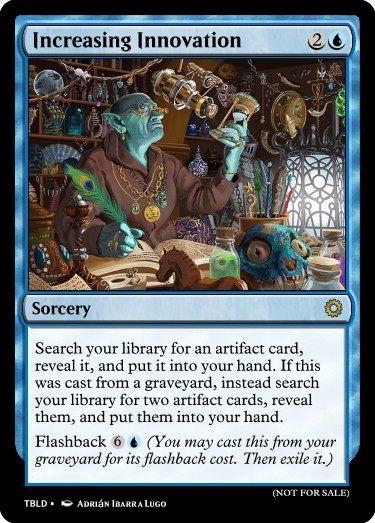 Increasing Innovation 2
Sorcery
Search your library for an artifact card,
reveal it, and put it into your hand. If this
was cast from a graveyard, instead search
your library for two artifact cards, reveal
them, and put them into your hand.
Flashback 6 (You may cast this from your
graveyard for its flashback cost. Then exile it.)
(NOT FOR SALE)
TBLD • Adrián Ibarra Lugo